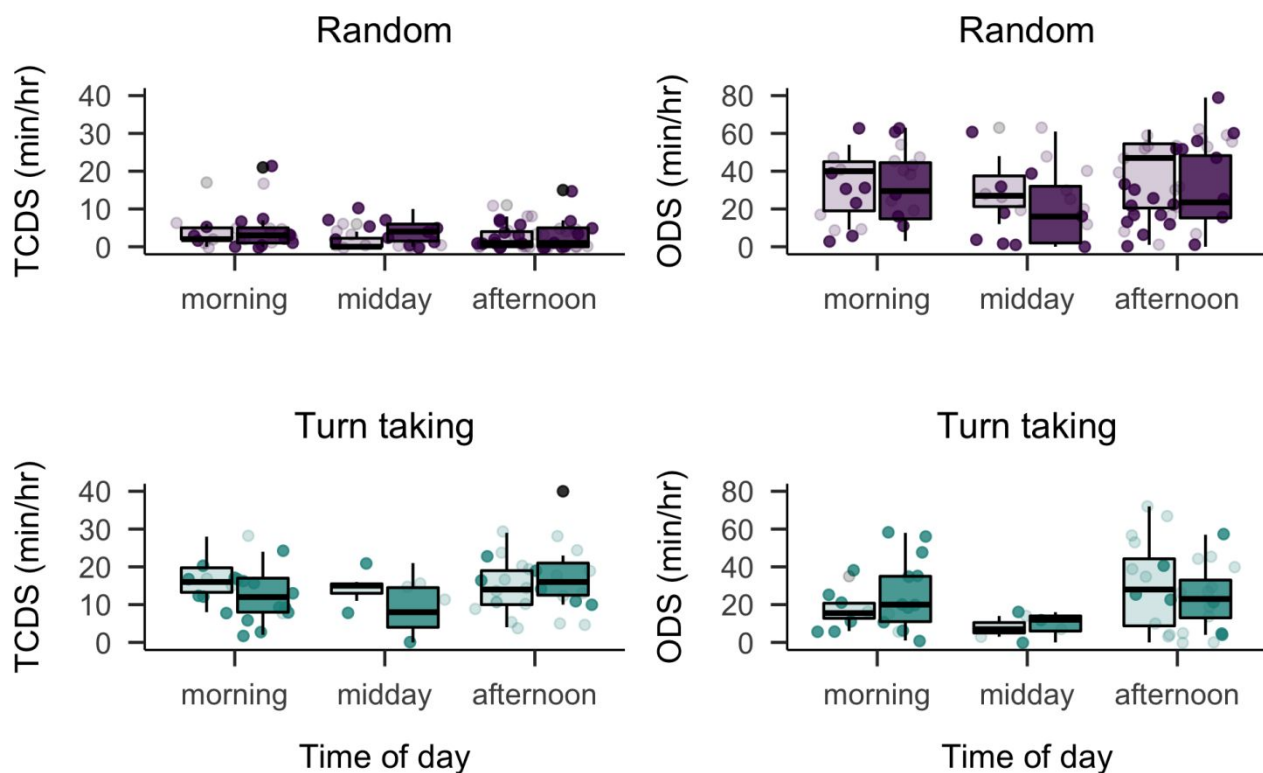 Random
TCDS (min/hr)
40
30
20
10
0
morning midday afternoon
Random
ODS (min/hr)
80
60
40
20
0
morning midday afternoon
Turn taking
TCDS (min/hr)
40
30
20
10
0
morning midday afternoon
Time of day
Turn taking
ODS (min/hr)
80
60
40
20
0
morning midday afternoon
Time of day